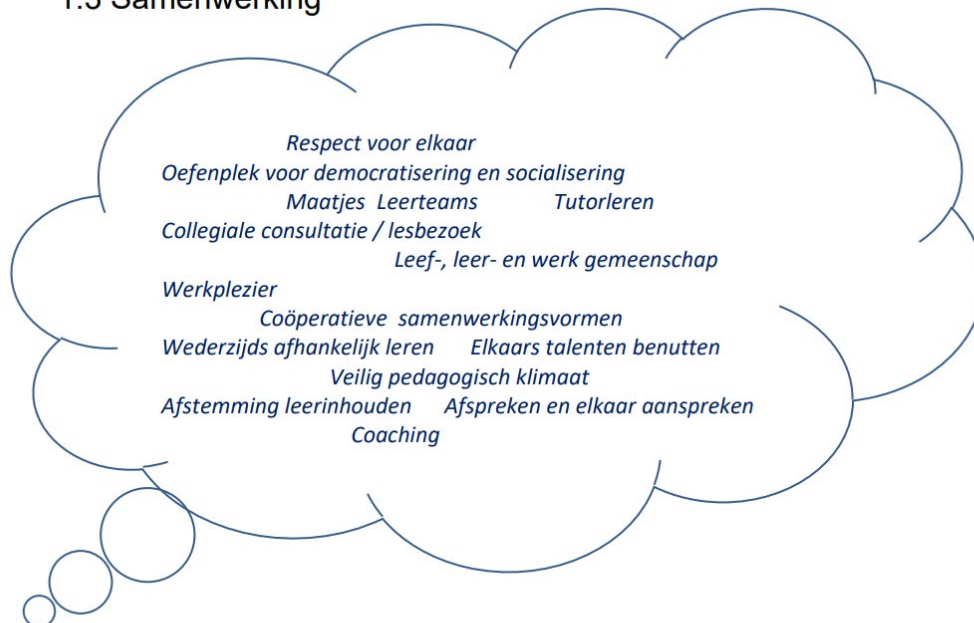 1.3 Samenwerking
Respect voor elkaar
Oefenplek voor democratisering en socialisering
Maatjes Leerteams Tutorleren
Collegiale consultatie / lesbezoek
Leef-, leer- en werk gemeenschap
Werkplezier
Coöperatieve samenwerkingsvormen
Wederzijds afhankelijk leren Elkaars talenten benutten
Veilig pedagogisch klimaat
Afstemming leerinhouden Afspreken en elkaar aanspreken
Coaching